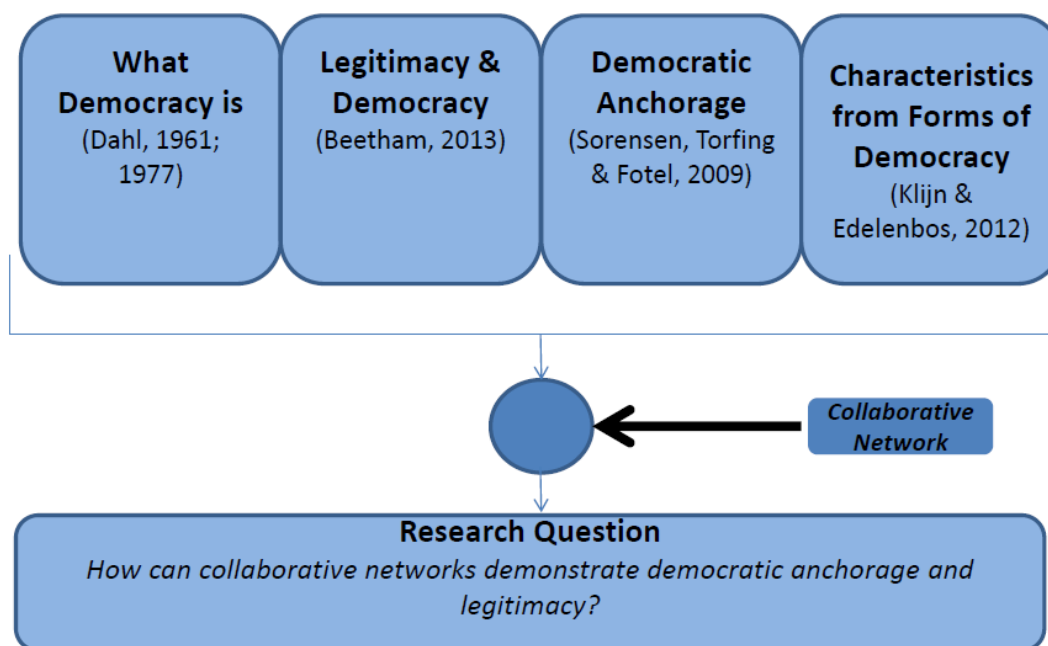 What
Democracy is
(Dahl, 1961;
1977)
Legitimacy &
Democracy
(Beetham, 2013)
Democratic
Anchorage
(Sorensen, Torfing
& Fotel, 2009)
Characteristics
from Forms of
Democracy
(Klijn &
Edelenbos, 2012)
Collaborative
Network
Research Question
How can collaborative networks demonstrate democratic anchorage and
legitimacy?